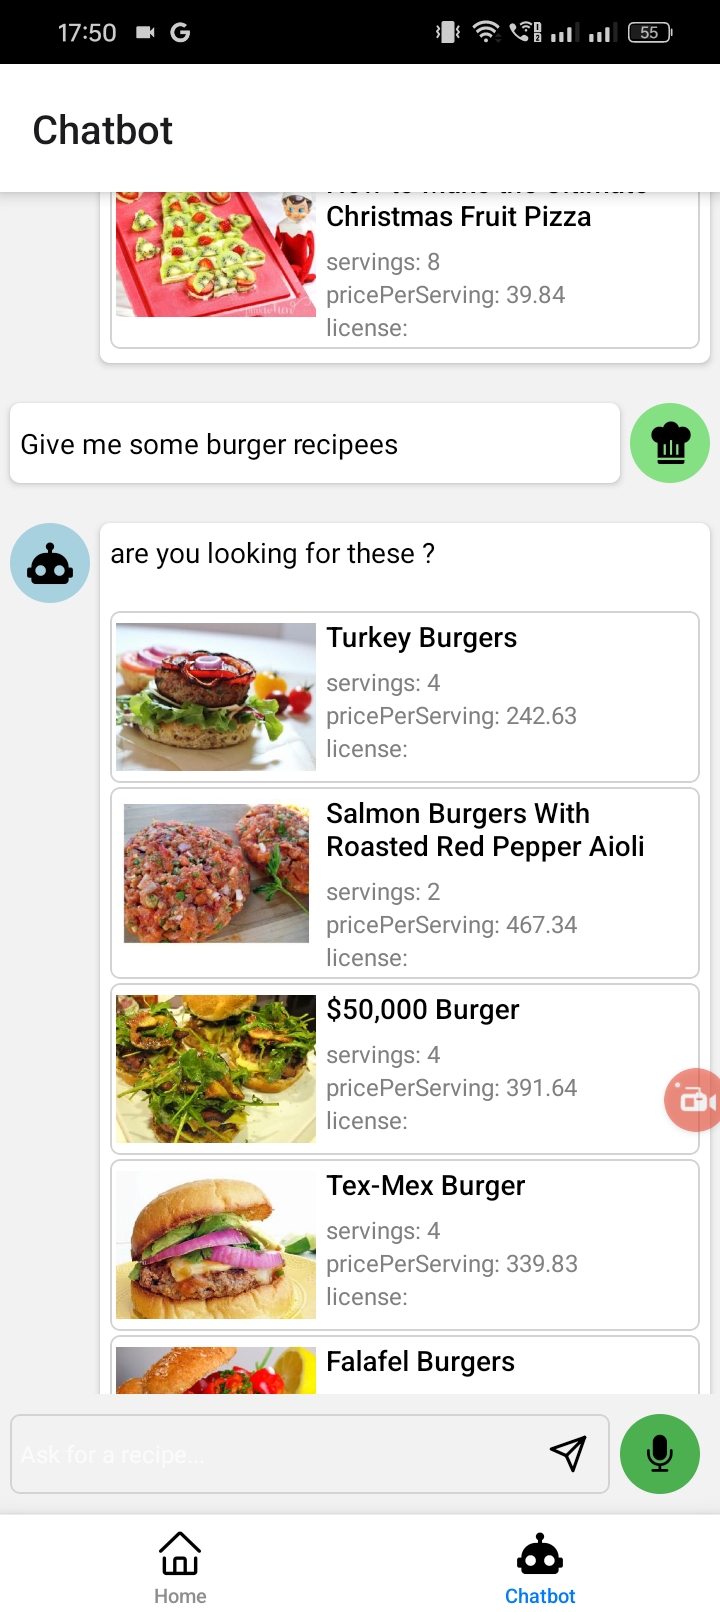 17:50
55
Chatbot
Christmas Fruit Pizza
servings: 8
pricePerServing: 39.84
license:
Give me some burger recipees
are you looking for these ?
Turkey Burgers
servings: 4
pricePerServing: 242.63
license:
Salmon Burgers With
Roasted Red Pepper Aioli
servings: 2
pricePerServing: 467.34
license:
$50,000 Burger
servings: 4
pricePerServing: 391.64
license:
Tex-Mex Burger
servings: 4
pricePerServing: 339.83
license:
Falafel Burgers
Ask for a recipe...
Home
Chatbot